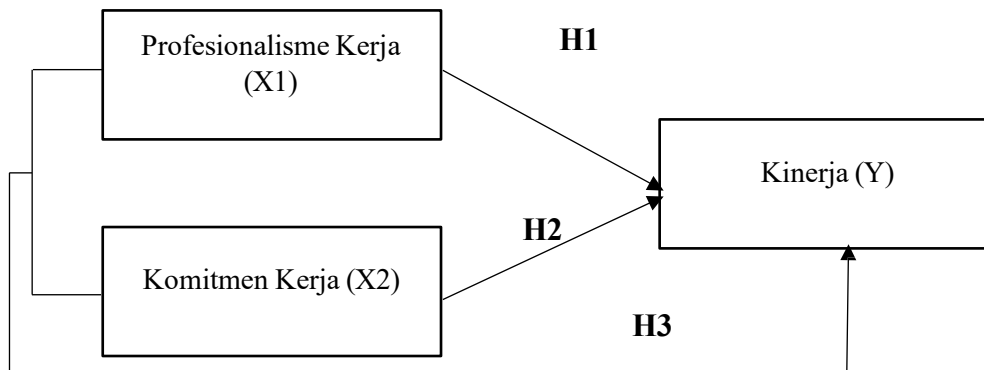 Profesionalisme Kerja
(X1)
H1
Kinerja (Y)
H2
Komitmen Kerja (X2)
H3